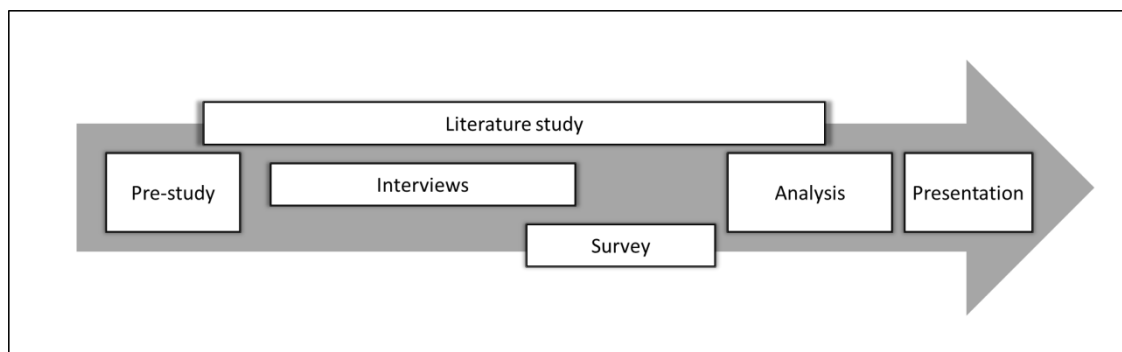 Literature study
Pre-study
Interviews
Survey
Analysis
Presentation